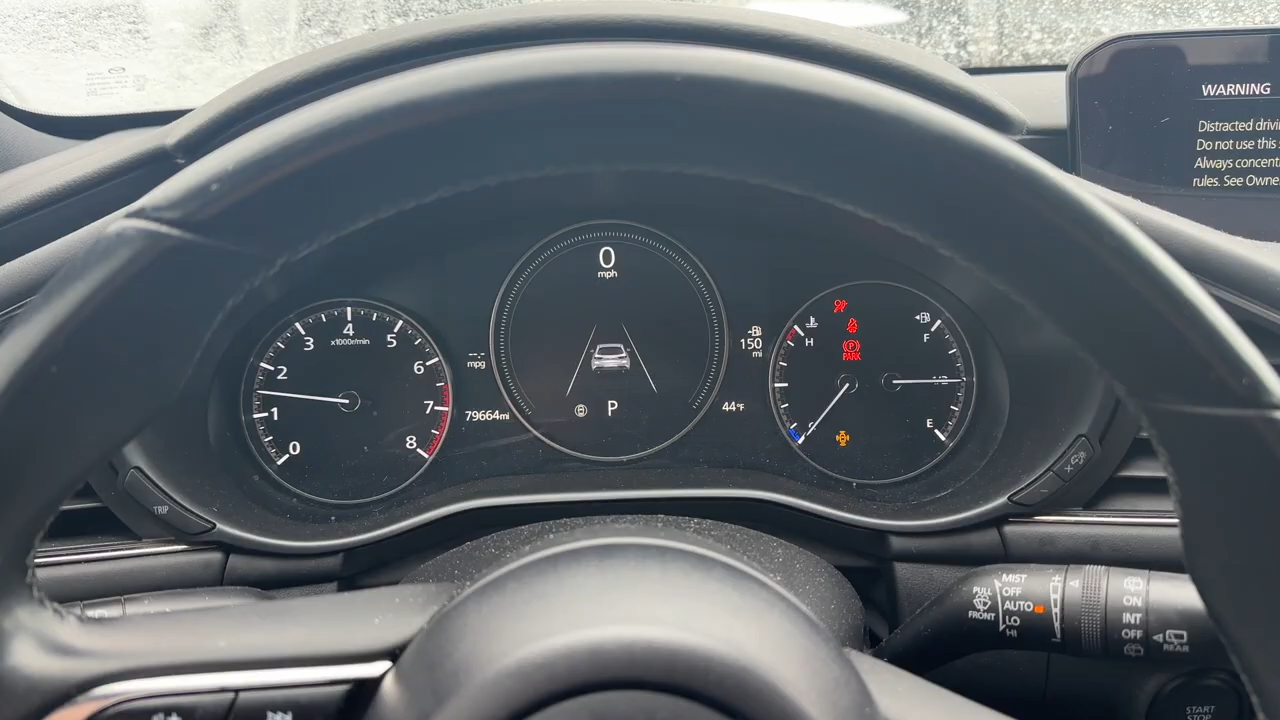 WARNING
Distracted drivi
Do not use this
Always concent
rules. See Owne
0
mph
4
x1000r/min
3
5
2
6
1
7
0
8
--.-
mpg
79664mi
150
mi
44°F
P
H
PARK
F
1/2
E
C
TRIP
MIST
OFF
AUTO
LO
HI
PULL
FRONT
ON
INT
OFF
REAR
START
STOP